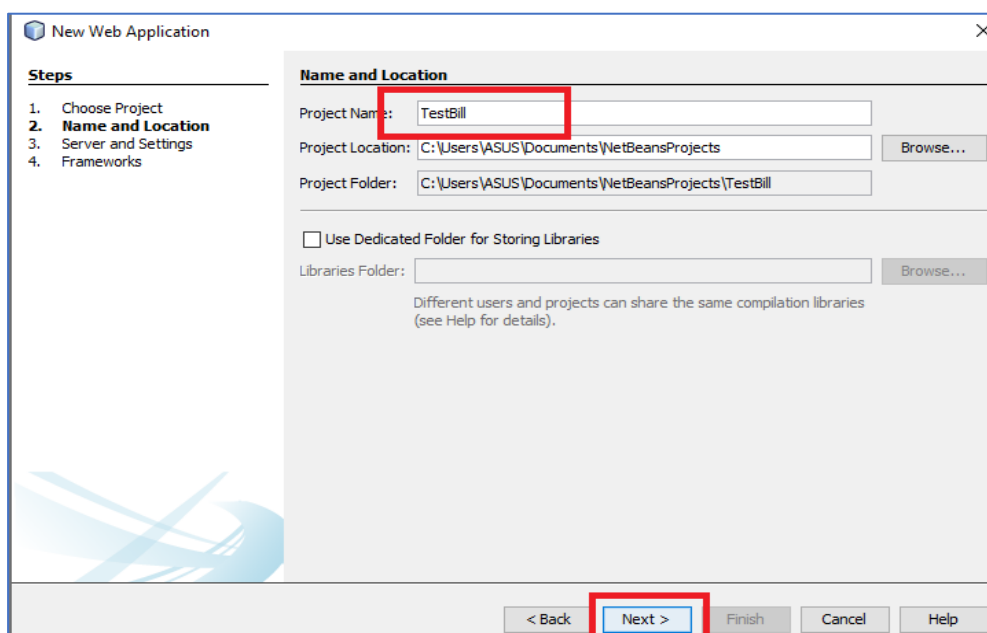 New Web Application
Steps
1. Choose Project
2. Name and Location
3. Server and Settings
4. Frameworks
Name and Location
Project Name: TestBill
Project Location: C:\Users\ASUS\Documents\NetBeansProjects Browse...
Project Folder: C:\Users\ASUS\Documents\NetBeansProjects\TestBill
Use Dedicated Folder for Storing Libraries
Libraries Folder: Browse...
Different users and projects can share the same compilation libraries
(see Help for details).
< Back Next > Finish Cancel Help